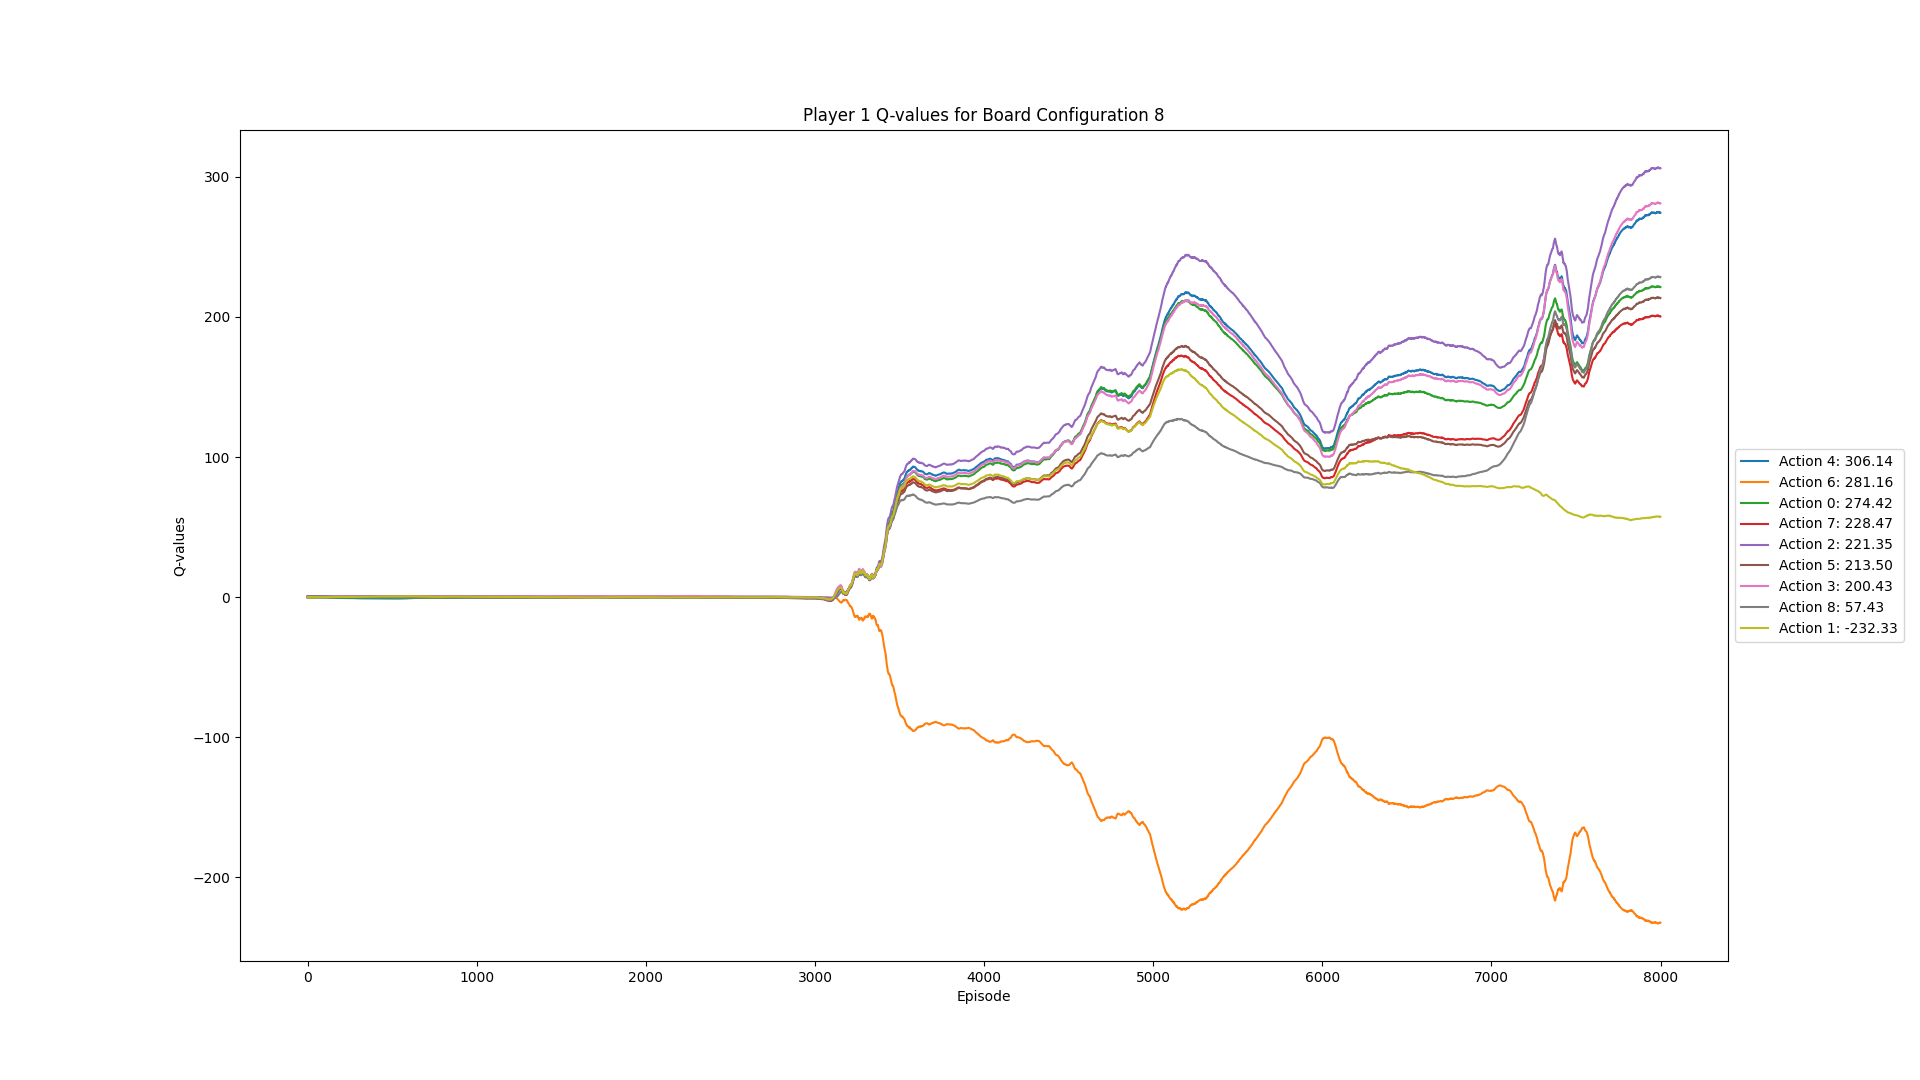 Player 1 Q-values for Board Configuration 8
Q-values
300
200
100
0
−100
−200
0 1000 2000 3000 4000 5000 6000 7000 8000
Episode
Action 4: 306.14
Action 6: 281.16
Action 0: 274.42
Action 7: 228.47
Action 2: 221.35
Action 5: 213.50
Action 3: 200.43
Action 8: 57.43
Action 1: -232.33